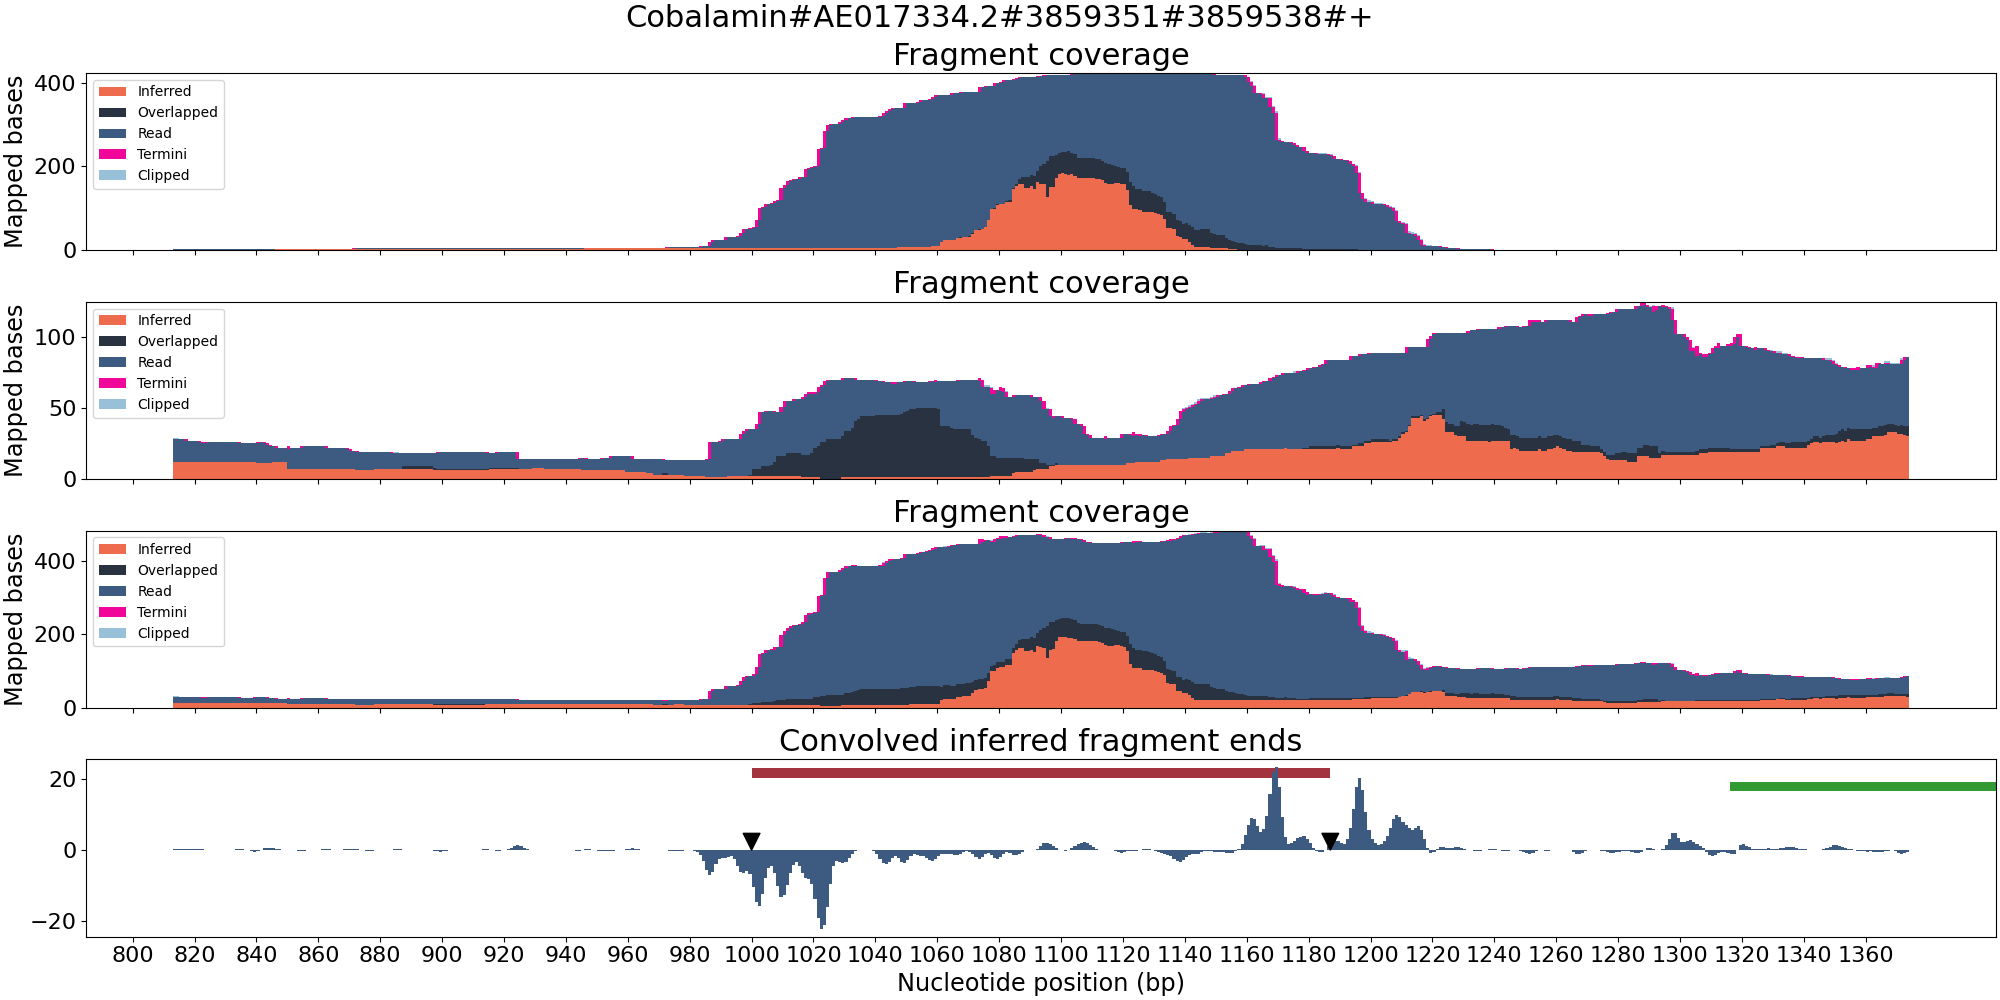 Cobalamin#AE017334.2#3859351#3859538#+
Fragment coverage
Mapped bases
400
200
0
Inferred
Overlapped
Read
Termini
Clipped
Fragment coverage
Mapped bases
100
50
0
Inferred
Overlapped
Read
Termini
Clipped
Fragment coverage
Mapped bases
400
200
0
Inferred
Overlapped
Read
Termini
Clipped
Convolved inferred fragment ends
20
0
−20
800 820 840 860 880 900 920 940 960 980 1000 1020 1040 1060 1080 1100 1120 1140 1160 1180 1200 1220 1240 1260 1280 1300 1320 1340 1360
Nucleotide position (bp)